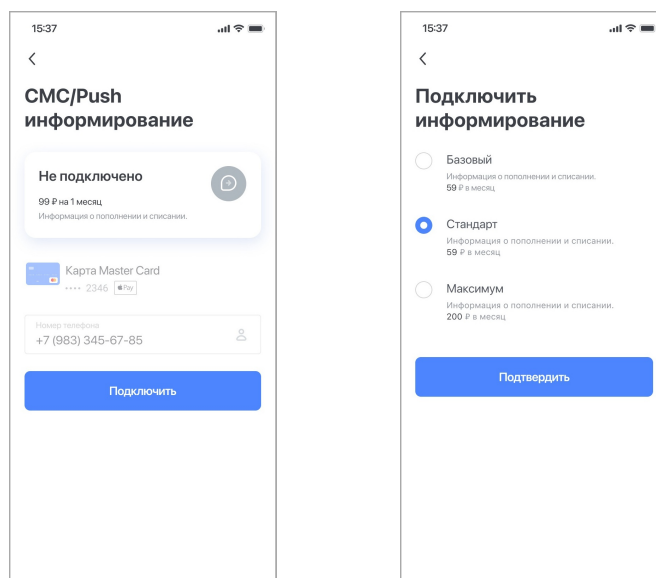 15:37
СМС/Push
информирование
Не подключено
99 ₽ на 1 месяц
Информация о пополнении и списании.
Карта Master Card
•••• 2346 Pay
Номер телефона
+7 (983) 345-67-85
Подключить
15:37
Подключить
информирование
Базовый
Информация о пополнении и списании.
59 ₽ в месяц
Стандарт
Информация о пополнении и списании.
59 ₽ в месяц
Максимум
Информация о пополнении и списании.
200 ₽ в месяц
Подтвердить